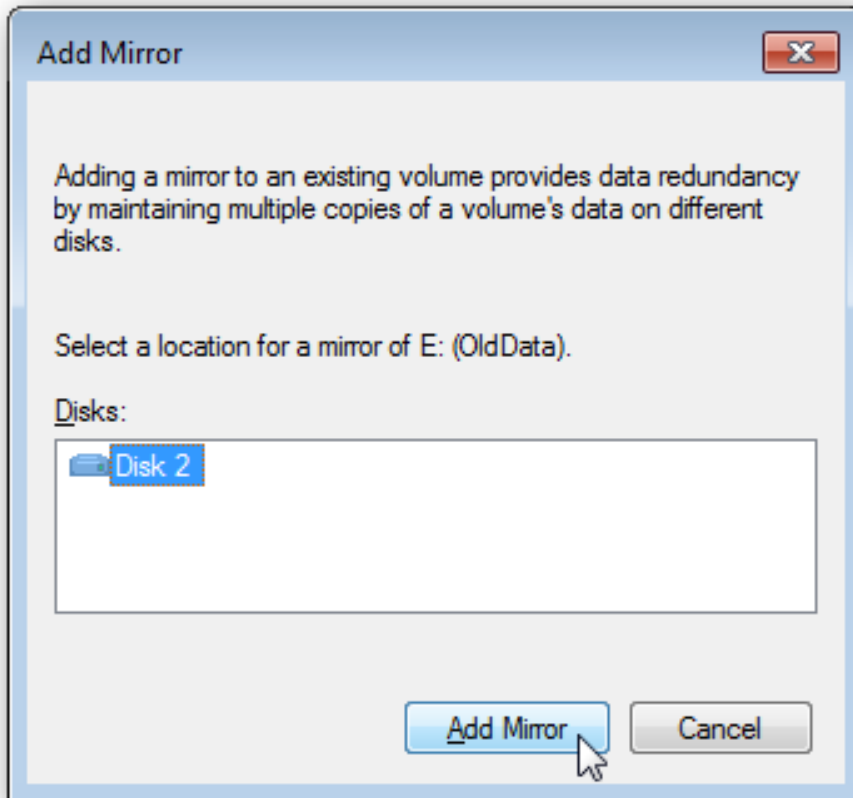 Add Mirror
Adding a mirror to an existing volume provides data redundancy
by maintaining multiple copies of a volume's data on different
disks.
Select a location for a mirror of E: (OldData).
Disks:
Disk 2
Add Mirror
Cancel